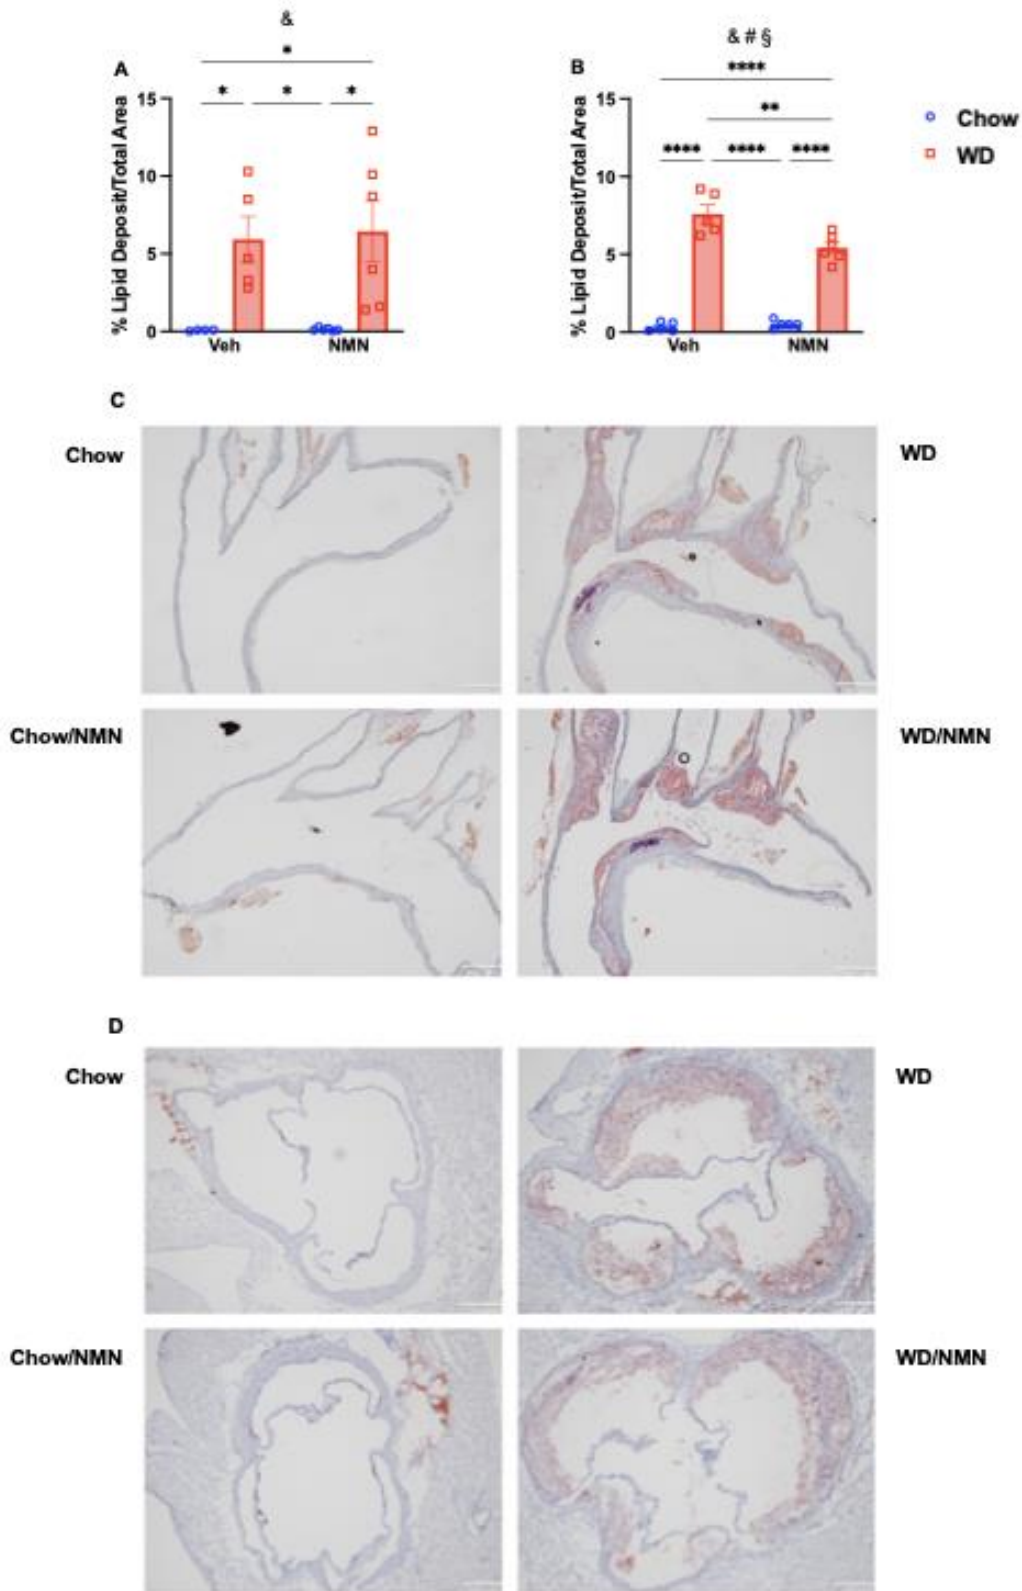 &
*
A
* * *
% Lipid Deposit/Total Area
15
10
5
0
Veh NMN
& # §
****
B
**
**** **** ****
% Lipid Deposit/Total Area
15
10
5
0
Veh NMN
Chow
WD
C
Chow
WD
Chow/NMN
WD/NMN
D
Chow
WD
Chow/NMN
WD/NMN